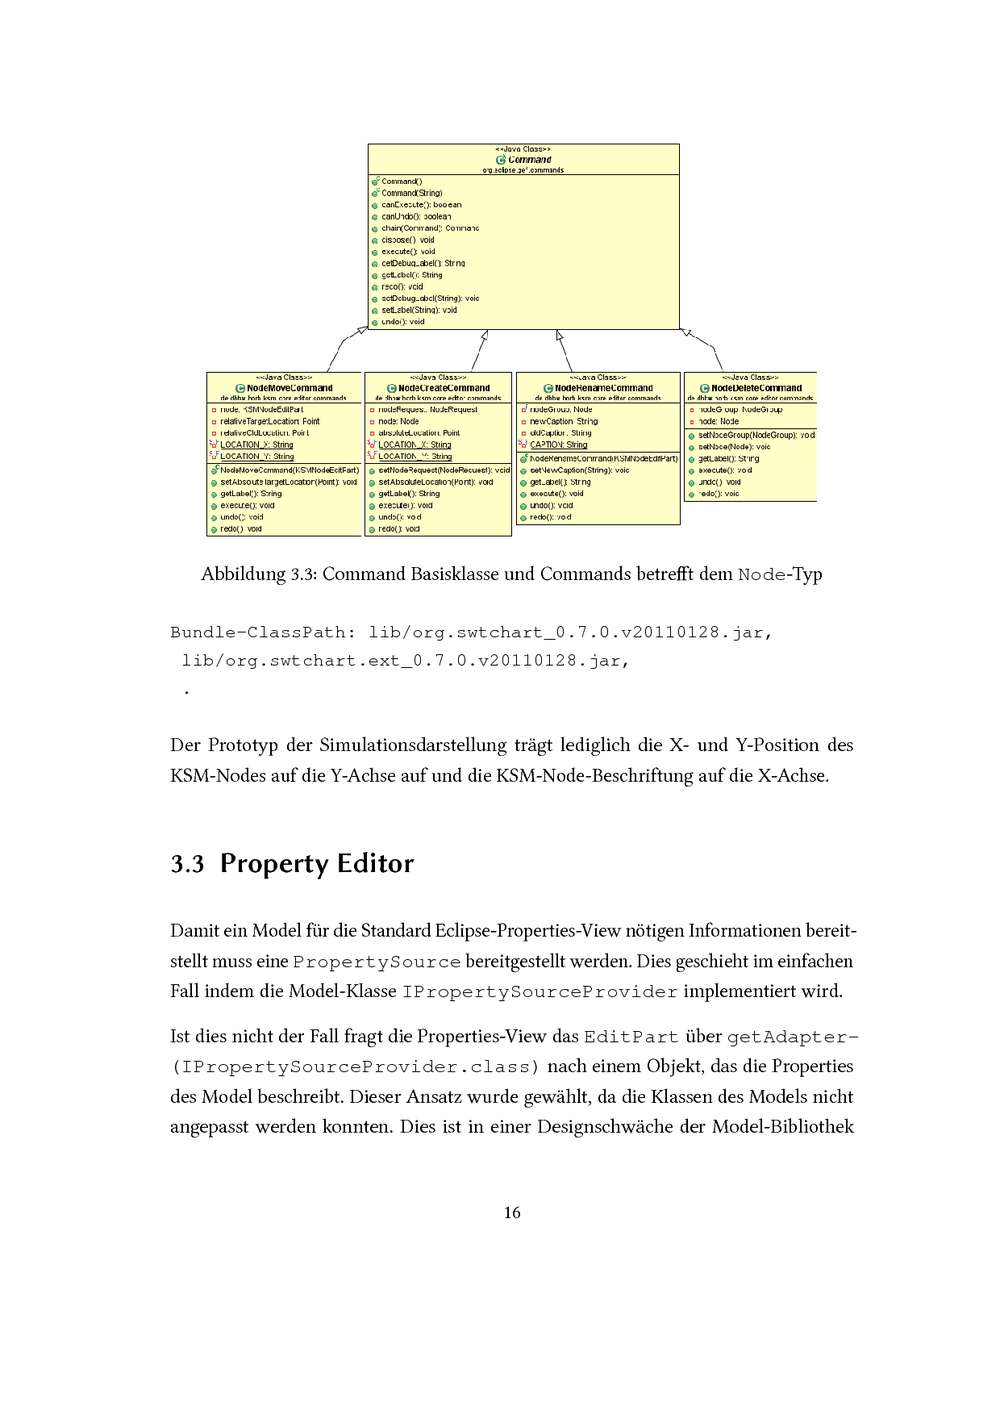 <<Java Class>>
Command
org.eclipse.gef.commands
Command()
Command(String)
canExecute(): boolean
canUndo(): boolean
chain(Command): Command
dispose(): void
execute(): void
getDebugLabel(): String
getLabel(): String
redo(): void
setDebugLabel(String): void
setLabel(String): void
undo(): void
<<Java Class>>
NodeMoveCommand
de.dhbw.horb.ksm.core.editor.commands
node: KSMNodeEditPart
relativeTargetLocation: Point
relativeOldLocation: Point
LOCATION_X: String
LOCATION_Y: String
NodeMoveCommand(KSMNodeEditPart)
setAbsoluteTargetLocation(Point): void
getLabel(): String
execute(): void
undo(): void
redo(): void
<<Java Class>>
NodeCreateCommand
de.dhbw.horb.ksm.core.editor.commands
nodeRequest: NodeRequest
node: Node
absoluteLocation: Point
LOCATION_X: String
LOCATION_Y: String
setNodeRequest(NodeRequest): void
setAbsoluteLocation(Point): void
getLabel(): String
execute(): void
undo(): void
redo(): void
<<Java Class>>
NodeRenameCommand
de.dhbw.horb.ksm.core.editor.commands
nodeGroup: Node
newCaption: String
oldCaption: String
CAPTION: String
NodeRenameCommand(KSMNodeEditPart)
setNewCaption(String): void
getLabel(): String
execute(): void
undo(): void
redo(): void
<<Java Class>>
NodeDeleteCommand
de.dhbw.horb.ksm.core.editor.commands
nodeGroup: NodeGroup
node: Node
setNodeGroup(NodeGroup): void
setNode(Node): void
getLabel(): String
execute(): void
undo(): void
redo(): void
Abbildung 3.3: Command Basisklasse und Commands betrefft dem Node-Typ
Bundle-ClassPath: lib/org.swtchart_0.7.0.v20110128.jar,
lib/org.swtchart.ext_0.7.0.v20110128.jar,
.
Der Prototyp der Simulationsdarstellung trägt lediglich die X- und Y-Position des
KSM-Nodes auf die Y-Achse auf und die KSM-Node-Beschriftung auf die X-Achse.
3.3 Property Editor
Damit ein Model für die Standard Eclipse-Properties-View nötigen Informationen bereit-
stellt muss eine PropertySource bereitgestellt werden. Dies geschieht im einfachen
Fall indem die Model-Klasse IPropertySourceProvider implementiert wird.
Ist dies nicht der Fall fragt die Properties-View das EditPart über getAdapter-
(IPropertySourceProvider.class) nach einem Objekt, das die Properties
des Model beschreibt. Dieser Ansatz wurde gewählt, da die Klassen des Models nicht
angepasst werden konnten. Dies ist in einer Designschwäche der Model-Bibliothek
16